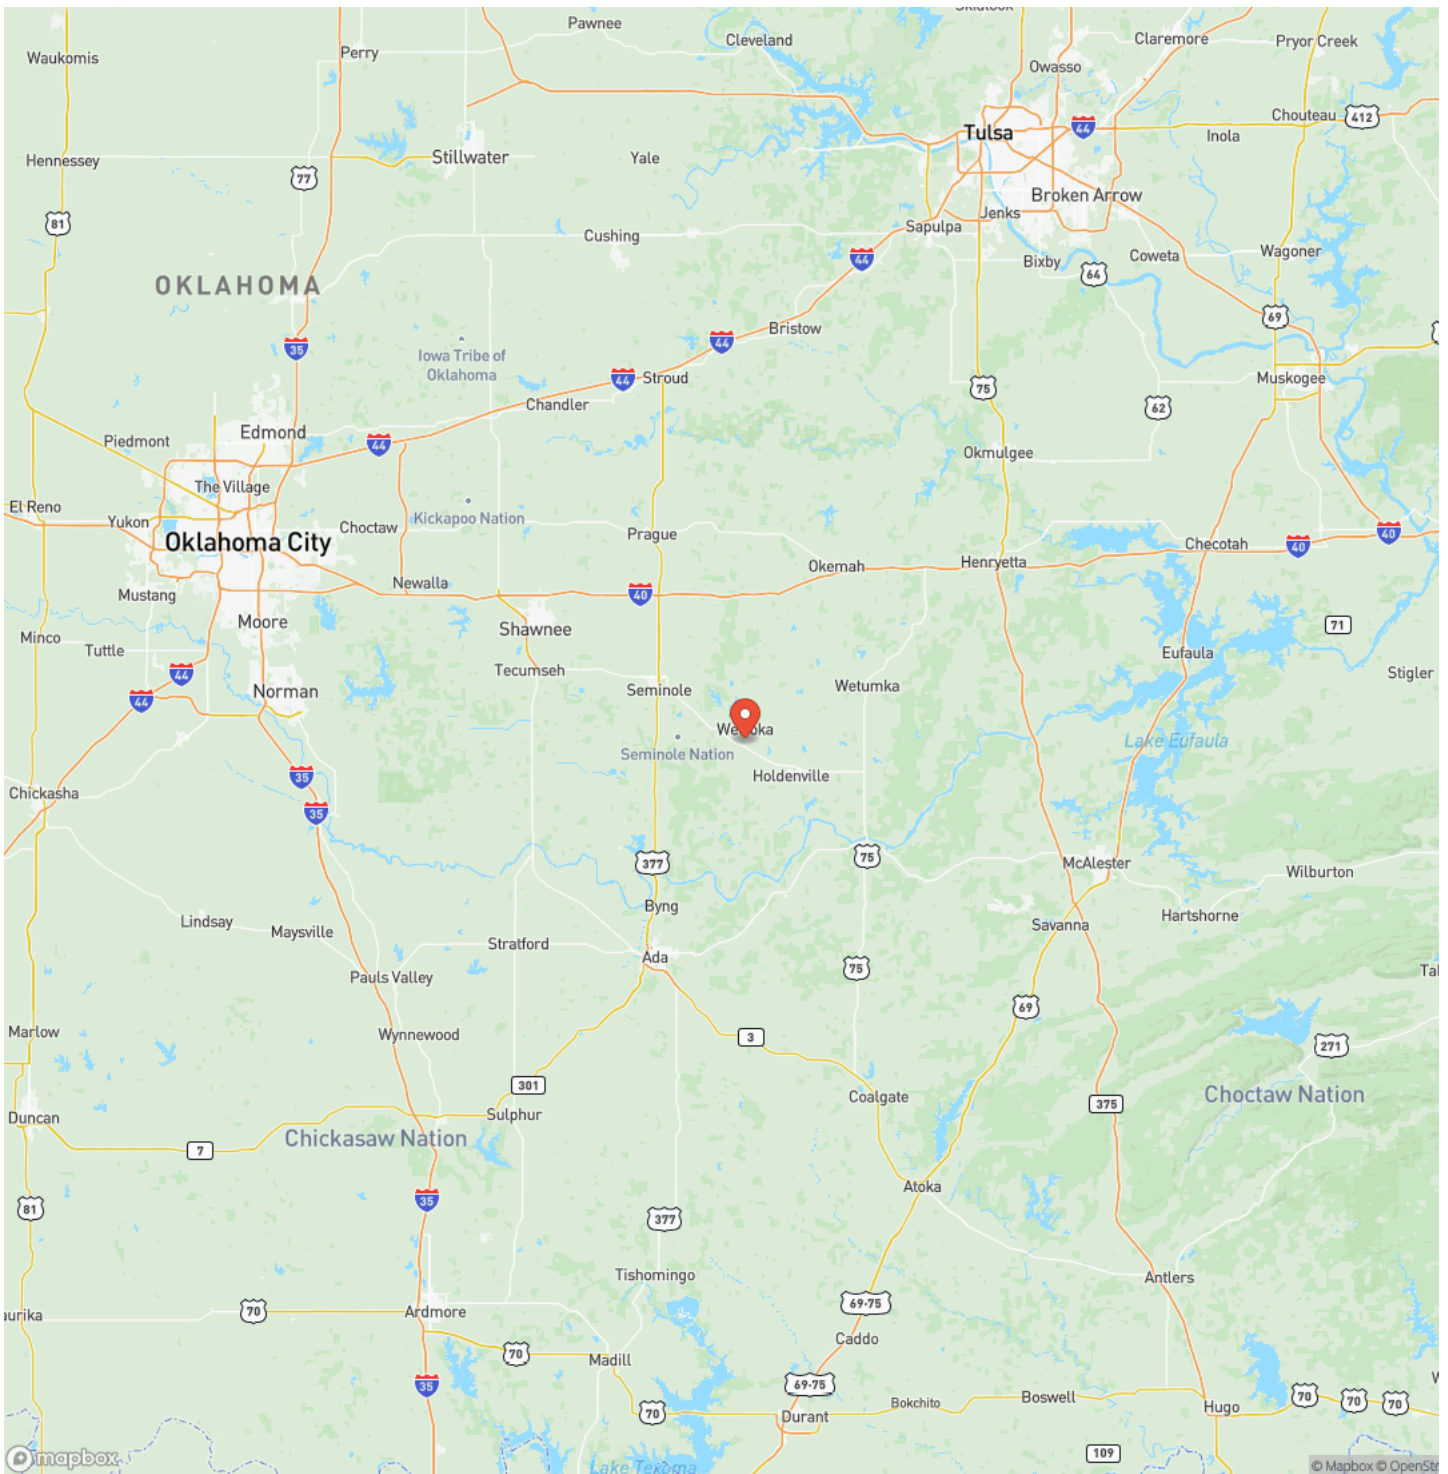 Pawnee
Cleveland
Claremore
Pryor Creek
Waukomis
Perry
Owasso
Chouteau
412
Tulsa
44
Inola
Hennessey
Stillwater
Yale
77
Broken Arrow
81
Jenks
Sapulpa
Cushing
Wagoner
Coweta
44
Bixby
64
OKLAHOMA
69
Bristow
44
35
Iowa Tribe of
Oklahoma
44
Stroud
75
Muskogee
Chandler
62
Edmond
Piedmont
44
Okmulgee
The Village
El Reno
Yukon
Kickapoo Nation
Choctaw
Prague
Oklahoma City
Checotah
40
40
Okemah
Henryetta
Newalla
Mustang
40
Moore
Shawnee
71
Minco
Tuttle
Eufaula
44
Tecumseh
Stigler
Norman
Seminole
Wetumka
44
Seminole Nation
Lake Eufaula
35
Holdenville
Chickasha
35
377
75
McAlester
Wilburton
Byng
Hartshorne
Lindsay
Maysville
Savanna
Stratford
Ada
75
Pauls Valley
69
Marlow
Wynnewood
3
271
301
Coalgate
Choctaw Nation
375
Duncan
Sulphur
Chickasaw Nation
7
Atoka
35
81
377
Tishomingo
Antlers
70
Ardmore
69-75
Caddo
70
Madill
35
69-75
Boswell
70
70
70
Bokchito
Hugo
70
Durant
109
mapbox
Lake Texoma
© Mapbox © OpenStr